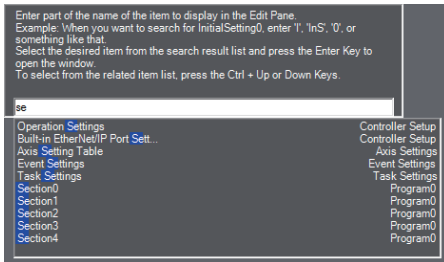 Enter part of the name of the item to display in the Edit Pane.
Example: When you want to search for InitialSetting0, enter 'I', 'InS', '0', or
something like that.
Select the desired item from the search result list and press the Enter Key to
open the window.
To select from the related item list, press the Ctrl + Up or Down Keys.
se
Operation Settings Controller Setup
Built-in EtherNet/IP Port Sett... Controller Setup
Axis Setting Table Axis Settings
Event Settings Event Settings
Task Settings Task Settings
Section0 Program0
Section1 Program0
Section2 Program0
Section3 Program0
Section4 Program0